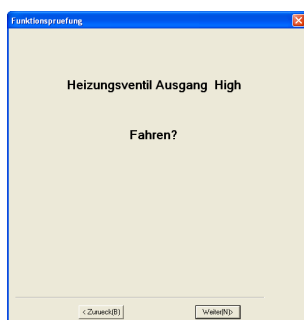 Funktionspruefung
Heizungsventil Ausgang High
Fahren?
< Zurueck(B)
Weiter(N)>